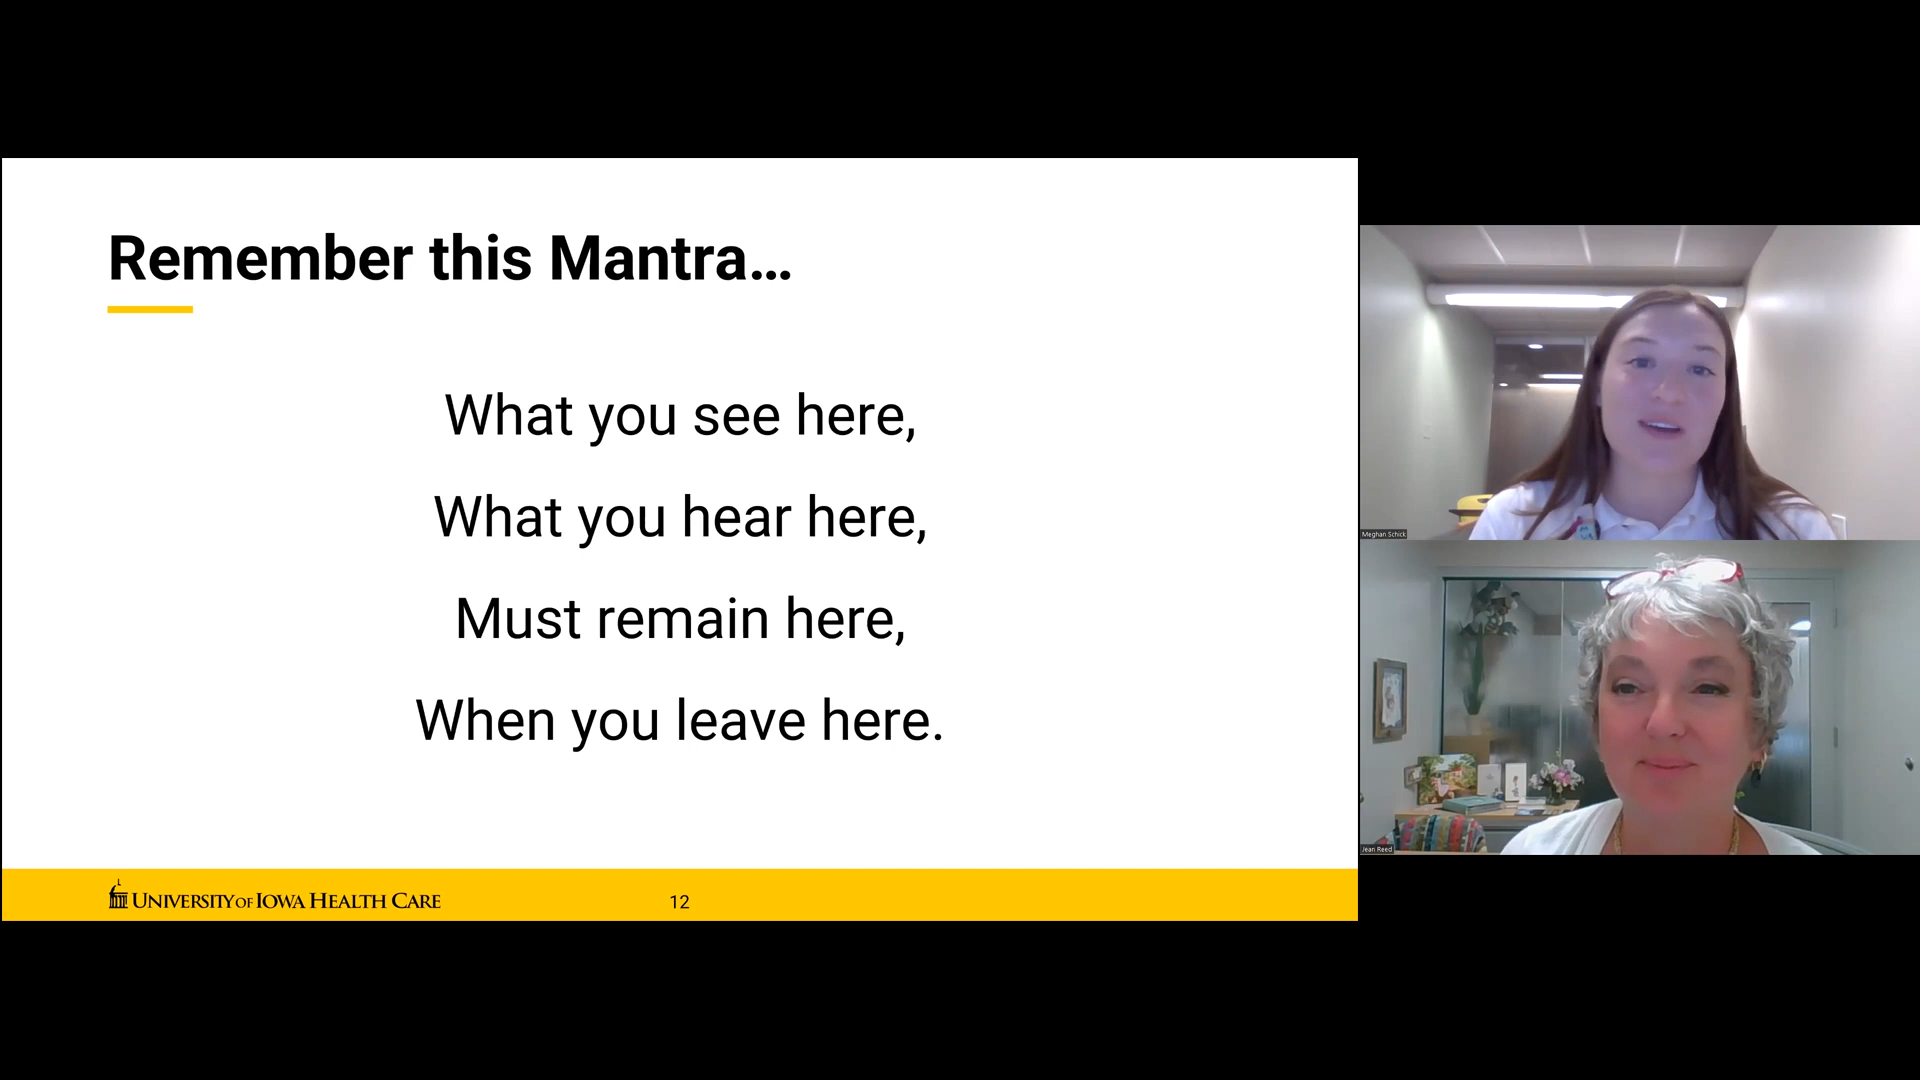 Remember this Mantra...
What you see here,
What you hear here,
Must remain here,
When you leave here.
UNIVERSITY OF IOWA HEALTH CARE
12
Meghan Schick
Jean Reed